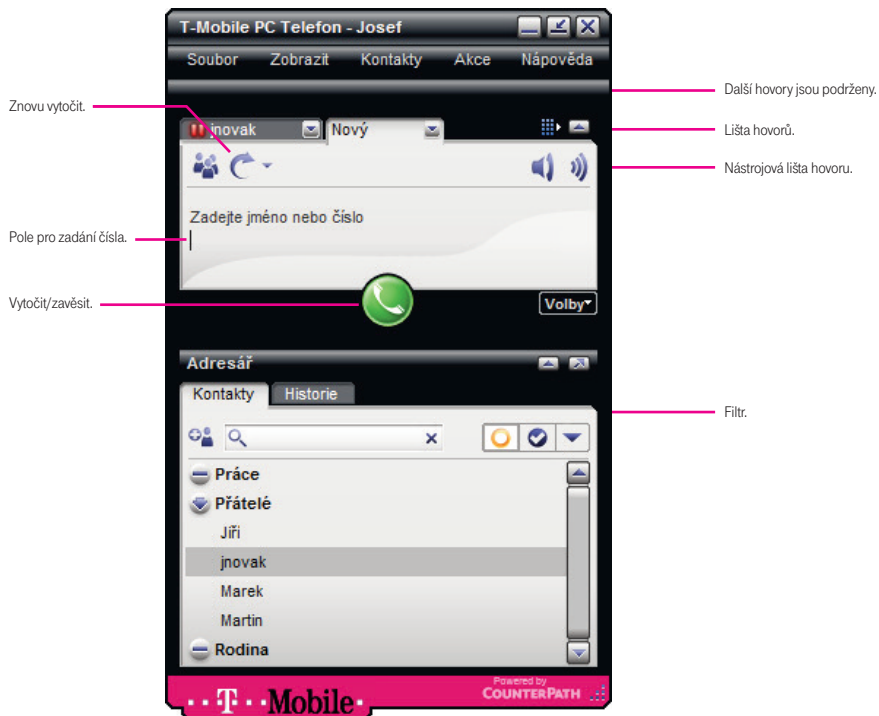 T-Mobile PC Telefon - Josef
Soubor Zobrazit Kontakty Akce Nápověda
Další hovory jsou podrženy.
Znovu vytočit.
jnovak Nový
Lišta hovorů.
Nástrojová lišta hovoru.
Zadejte jméno nebo číslo
Pole pro zadání čísla.
Vytočit/zavěsit.
Volby
Adresář
Kontakty Historie
Filtr.
Práce
Přátelé
Jíři
jnovak
Marek
Martin
Rodina
Powered by
COUNTERPATH
T Mobile